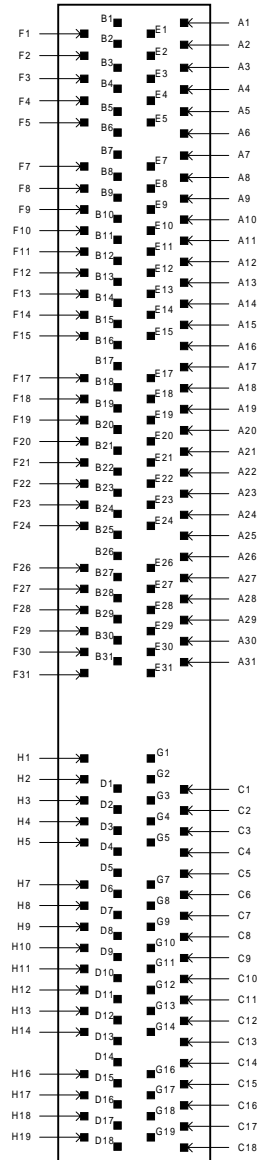 B1 A1
F1 E1
B2 A2
F2 E2
B3 A3
F3 E3
B4 A4
F4 E4
B5 A5
F5 E5
B6 A6
B7 A7
F7 E7
B8 A8
F8 E8
B9 A9
F9 E9
B10 A10
F10 E10
B11 A11
F11 E11
B12 A12
F12 E12
B13 A13
F13 E13
B14 A14
F14 E14
B15 A15
F15 E15
B16 A16
B17 A17
F17 E17
B18 A18
F18 E18
B19 A19
F19 E19
B20 A20
F20 E20
B21 A21
F21 E21
B22 A22
F22 E22
B23 A23
F23 E23
B24 A24
F24 E24
B25 A25
B26 A26
F26 E26
B27 A27
F27 E27
B28 A28
F28 E28
B29 A29
F29 E29
B30 A30
F30 E30
B31 A31
F31 E31
H1 G1
H2 G2
D1 C1
H3 G3
D2 C2
H4 G4
D3 C3
H5 G5
D4 C4
D5 C5
H7 G7
D6 C6
H8 G8
D7 C7
H9 G9
D8 C8
H10 G10
D9 C9
H11 G11
D10 C10
H12 G12
D11 C11
H13 G13
D12 C12
H14 G14
D13 C13
D14 C14
H16 G16
D15 C15
H17 G17
D16 C16
H18 G18
D17 C17
H19 G19
D18 C18